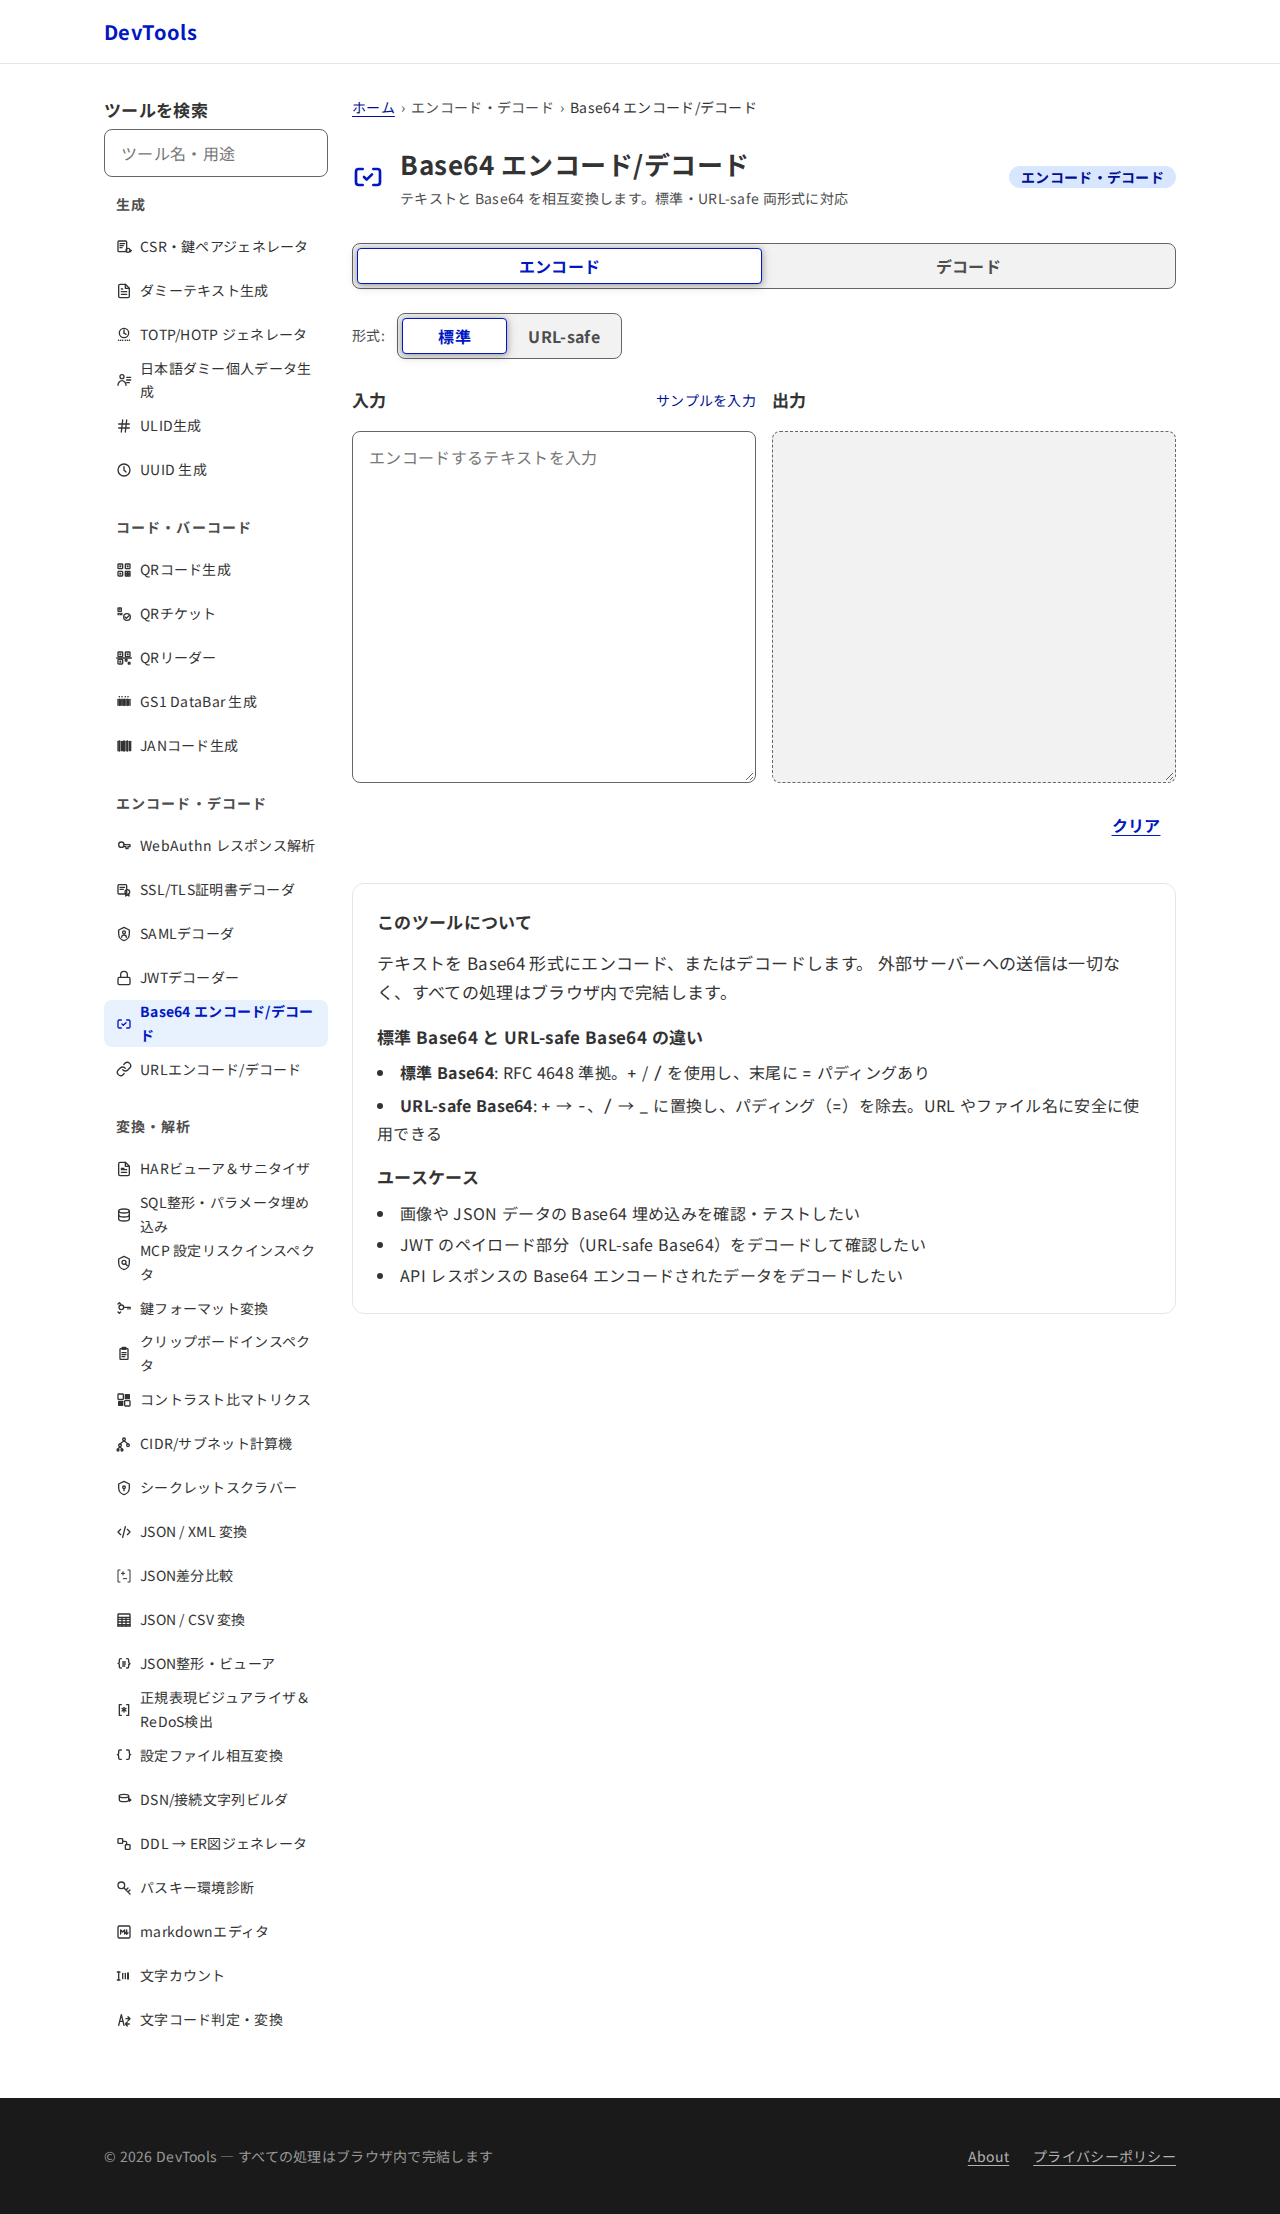 DevTools
ツールを検索
ツール名・用途
生成
CSR・鍵ペアジェネレータ
ダミーテキスト生成
TOTP/HOTP ジェネレータ
日本語ダミー個人データ生
成
ULID生成
UUID 生成
コード・バーコード
QRコード生成
QRチケット
QRリーダー
GS1 DataBar 生成
JANコード生成
エンコード・デコード
WebAuthn レスポンス解析
SSL/TLS証明書デコーダ
SAMLデコーダ
JWTデコーダー
Base64 エンコード/デコー
ド
URLエンコード/デコード
変換・解析
HARビューア＆サニタイザ
SQL整形・パラメータ埋め
込み
MCP 設定リスクインスペク
タ
鍵フォーマット変換
クリップボードインスペク
タ
コントラスト比マトリクス
CIDR/サブネット計算機
シークレットスクラバー
JSON / XML 変換
JSON差分比較
JSON / CSV 変換
JSON整形・ビューア
正規表現ビジュアライザ＆
ReDoS検出
設定ファイル相互変換
DSN/接続文字列ビルダ
DDL → ER図ジェネレータ
パスキー環境診断
markdownエディタ
文字カウント
文字コード判定・変換
ホーム › エンコード・デコード › Base64 エンコード/デコード
Base64 エンコード/デコード
テキストと Base64 を相互変換します。標準・URL-safe 両形式に対応
エンコード・デコード
エンコード デコード
形式: 標準 URL-safe
入力 サンプルを入力 出力
エンコードするテキストを入力
クリア
このツールについて
テキストを Base64 形式にエンコード、またはデコードします。 外部サーバーへの送信は一切な
く、すべての処理はブラウザ内で完結します。
標準 Base64 と URL-safe Base64 の違い
• 標準 Base64: RFC 4648 準拠。+ / / を使用し、末尾に = パディングあり
• URL-safe Base64: + → -、/ → _ に置換し、パディング（=）を除去。URL やファイル名に安全に使
用できる
ユースケース
• 画像や JSON データの Base64 埋め込みを確認・テストしたい
• JWT のペイロード部分（URL-safe Base64）をデコードして確認したい
• API レスポンスの Base64 エンコードされたデータをデコードしたい
© 2026 DevTools — すべての処理はブラウザ内で完結します
About プライバシーポリシー